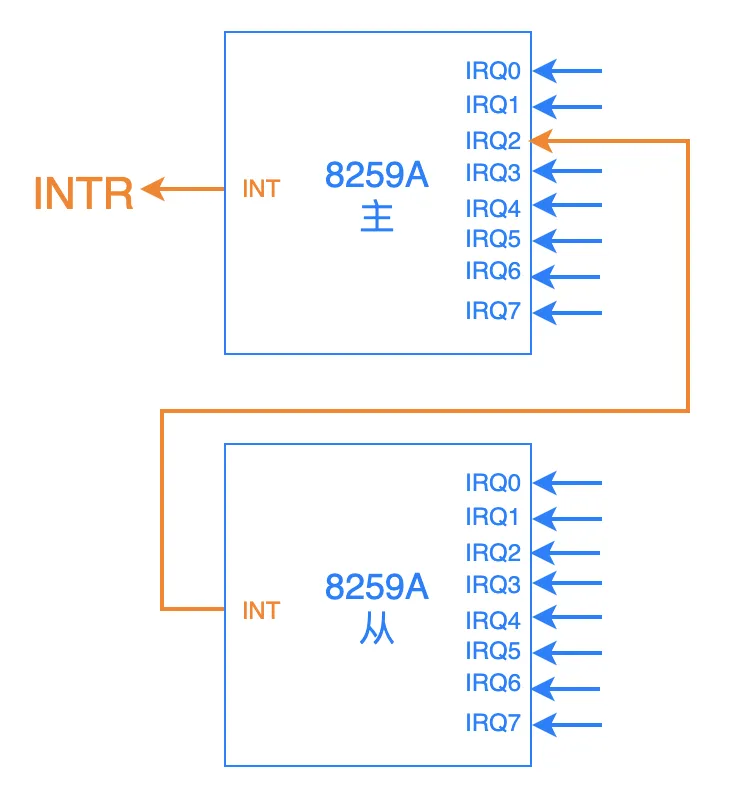 INTR
INT
8259A
主
IRQ0
IRQ1
IRQ2
IRQ3
IRQ4
IRQ5
IRQ6
IRQ7
INT
8259A
从
IRQ0
IRQ1
IRQ2
IRQ3
IRQ4
IRQ5
IRQ6
IRQ7